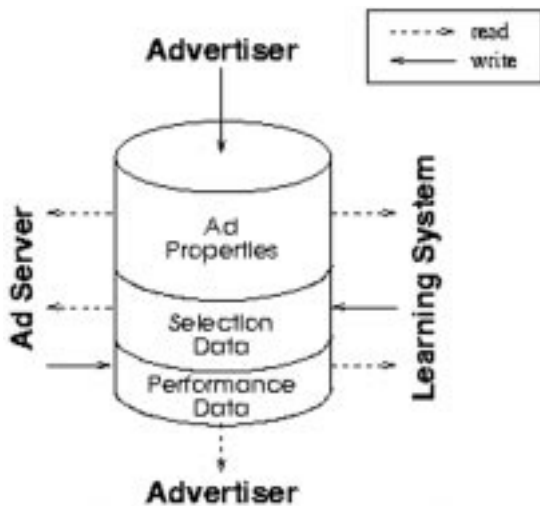 Advertiser
read
write
Ad Server
Ad
Properties
Learning System
Selection
Data
Performance
Data
Advertiser